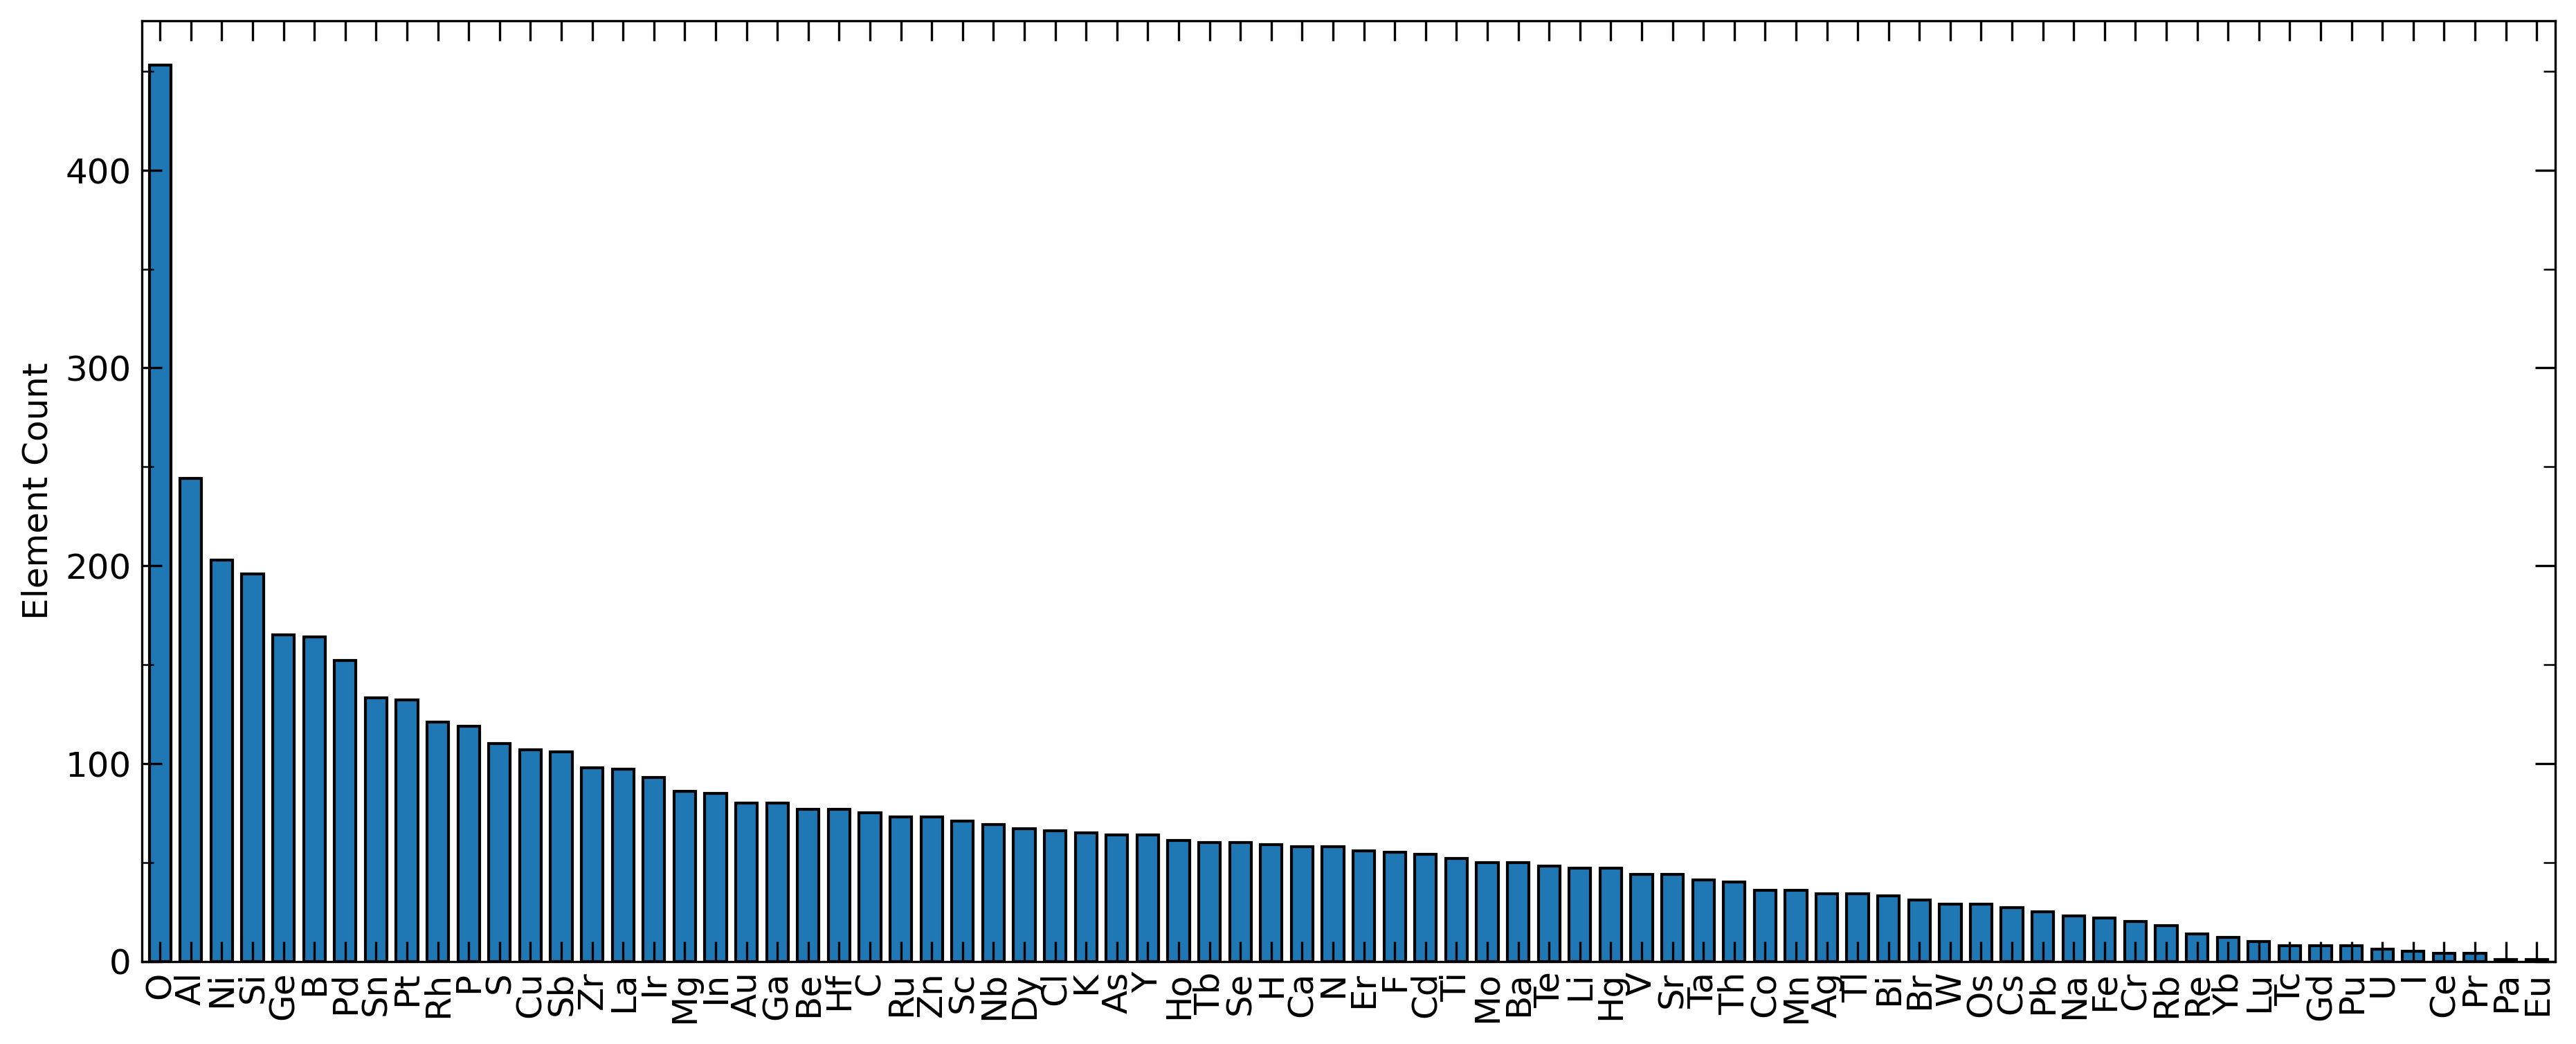 Element Count
400
300
200
100
0
O Al Ni Si Ge B Pd Sn Pt Rh P S Cu Sb Zr La Ir Mg In Au Ga Be Hf C Ru Zn Sc Nb Dy Cl K As Y Ho Tb Se H Ca N Er F Cd Ti Mo Ba Te Li Hg V Sr Ta Th Co Mn Ag Tl Bi Br W Os Cs Pb Na Fe Cr Rb Re Yb Lu Tc Gd Pu U I Ce Pr Pa Eu